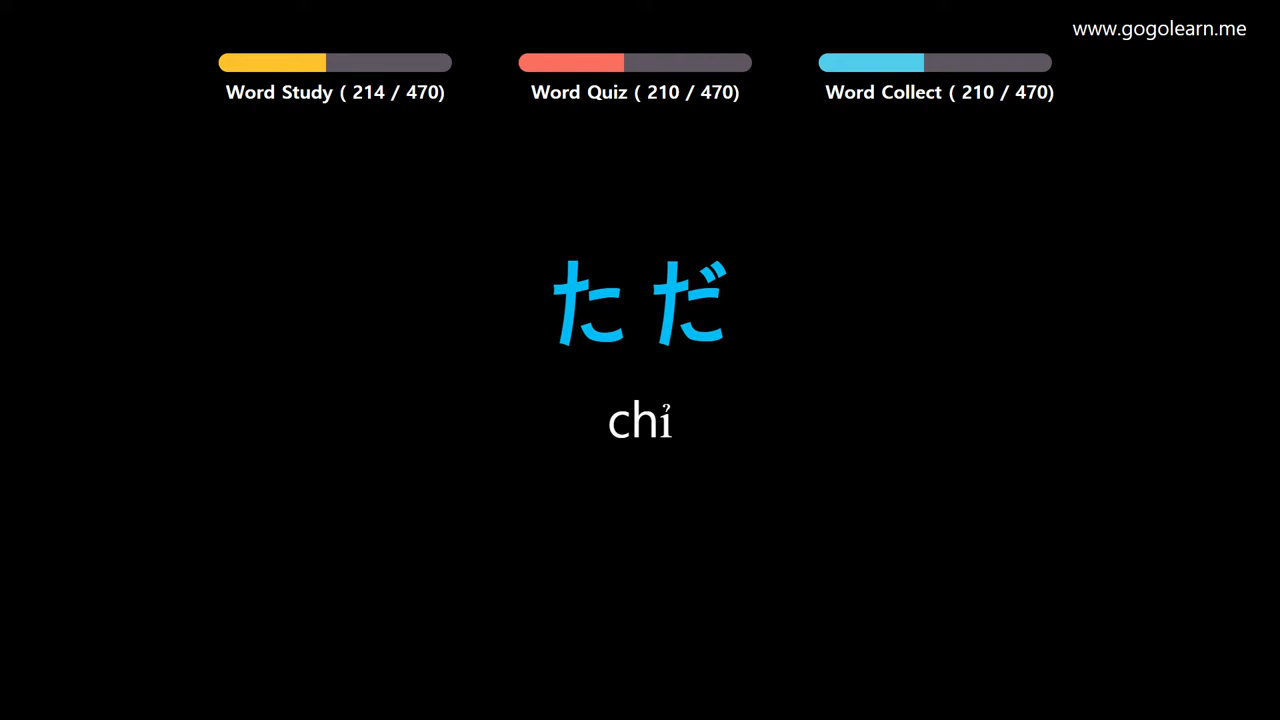 www.gogolearn.me
Word Study ( 214 / 470)
Word Quiz ( 210 / 470)
Word Collect ( 210 / 470)
ただ
chỉ